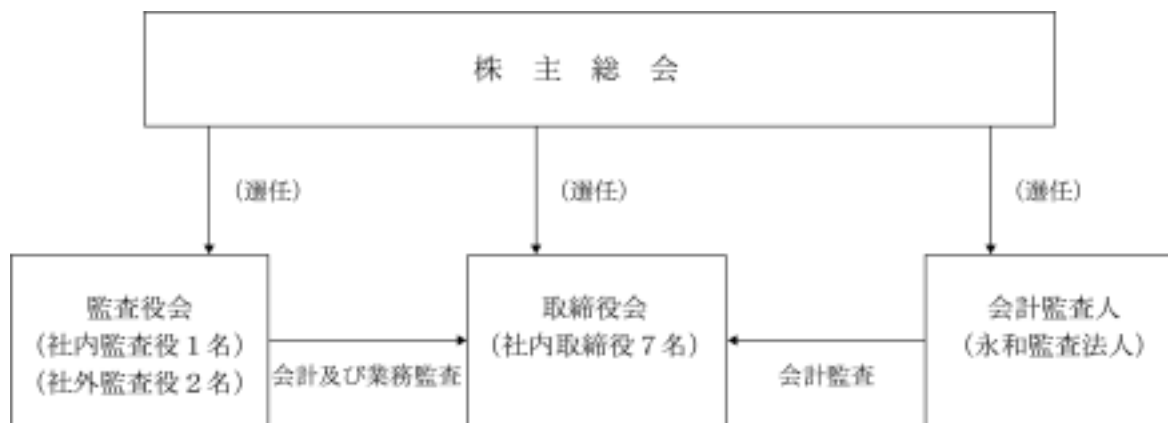 株 主 総 会
(選任)
(選任)
(選任)
監査役会
(社内監査役1名)
(社外監査役2名)
会計及び業務監査
取締役会
(社内取締役7名)
会計監査
会計監査人
(永和監査法人)